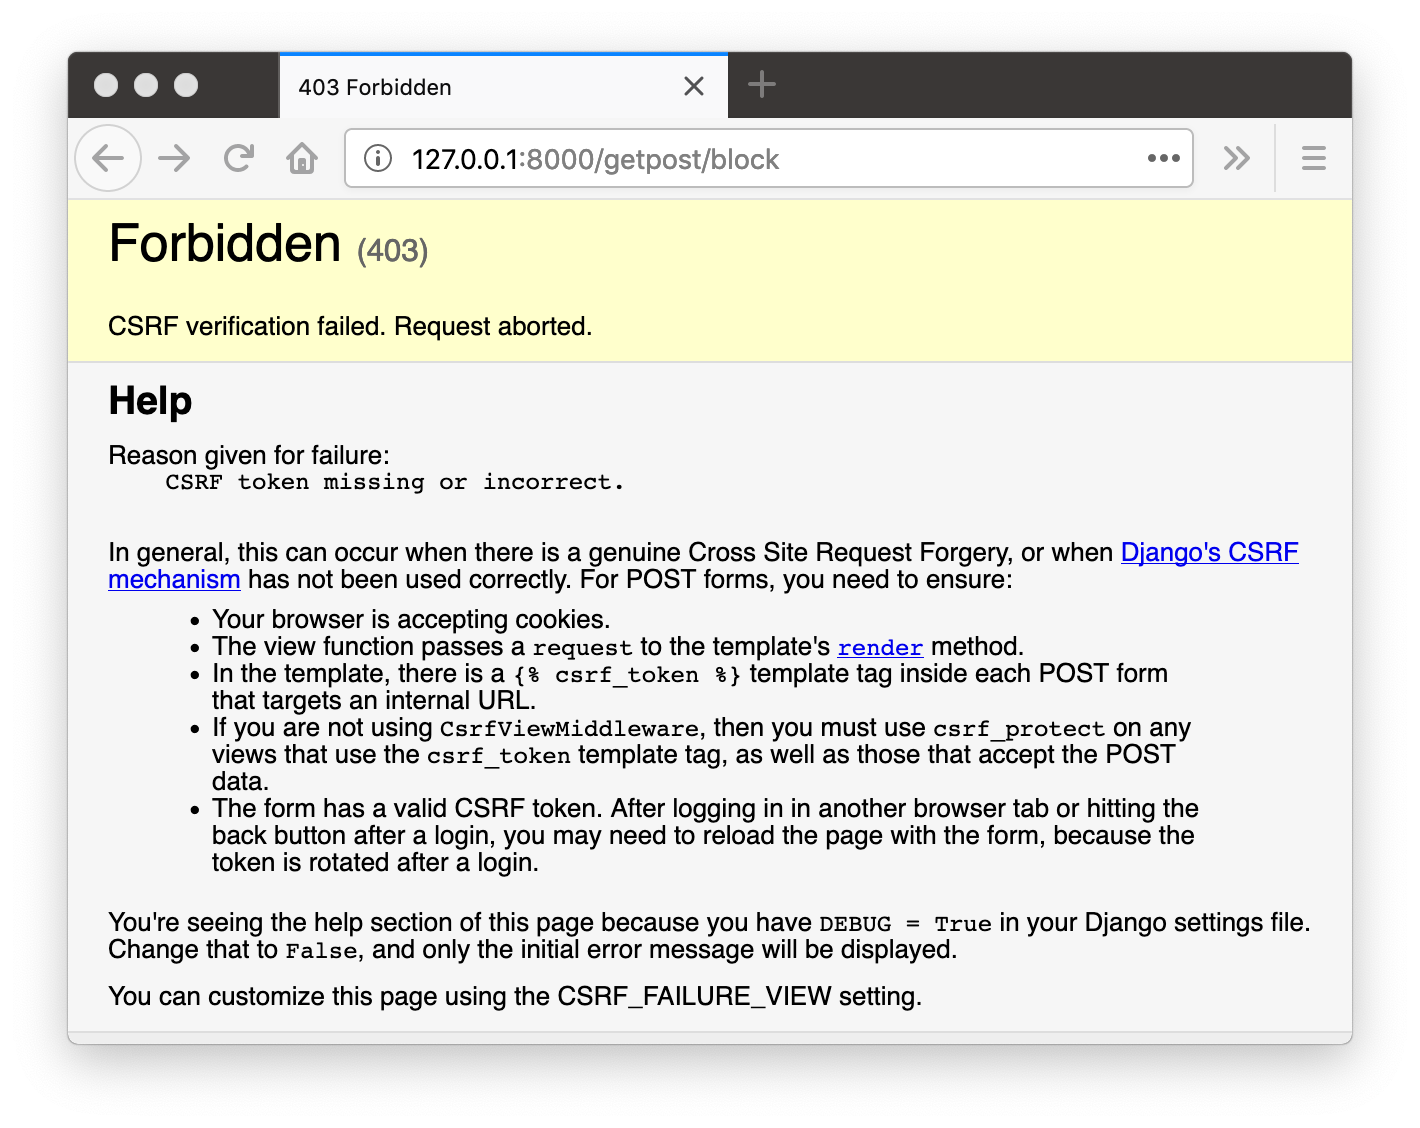 403 Forbidden
127.0.0.1:8000/getpost/block
Forbidden (403)
CSRF verification failed. Request aborted.
Help
Reason given for failure:
CSRF token missing or incorrect.
In general, this can occur when there is a genuine Cross Site Request Forgery, or when Django's CSRF
mechanism has not been used correctly. For POST forms, you need to ensure:
• Your browser is accepting cookies.
• The view function passes a request to the template's render method.
• In the template, there is a {% csrf_token %} template tag inside each POST form
that targets an internal URL.
• If you are not using CsrfViewMiddleware, then you must use csrf_protect on any
views that use the csrf_token template tag, as well as those that accept the POST
data.
• The form has a valid CSRF token. After logging in in another browser tab or hitting the
back button after a login, you may need to reload the page with the form, because the
token is rotated after a login.
You're seeing the help section of this page because you have DEBUG = True in your Django settings file.
Change that to False, and only the initial error message will be displayed.
You can customize this page using the CSRF_FAILURE_VIEW setting.